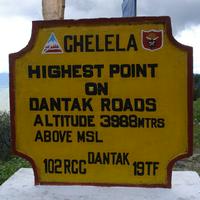 CHELELA
HIGHEST POINT
ON
DANTAK ROADS
ALTITUDE 3988MTRS
ABOVE MSL
DANTAK
102 RCC 19TF